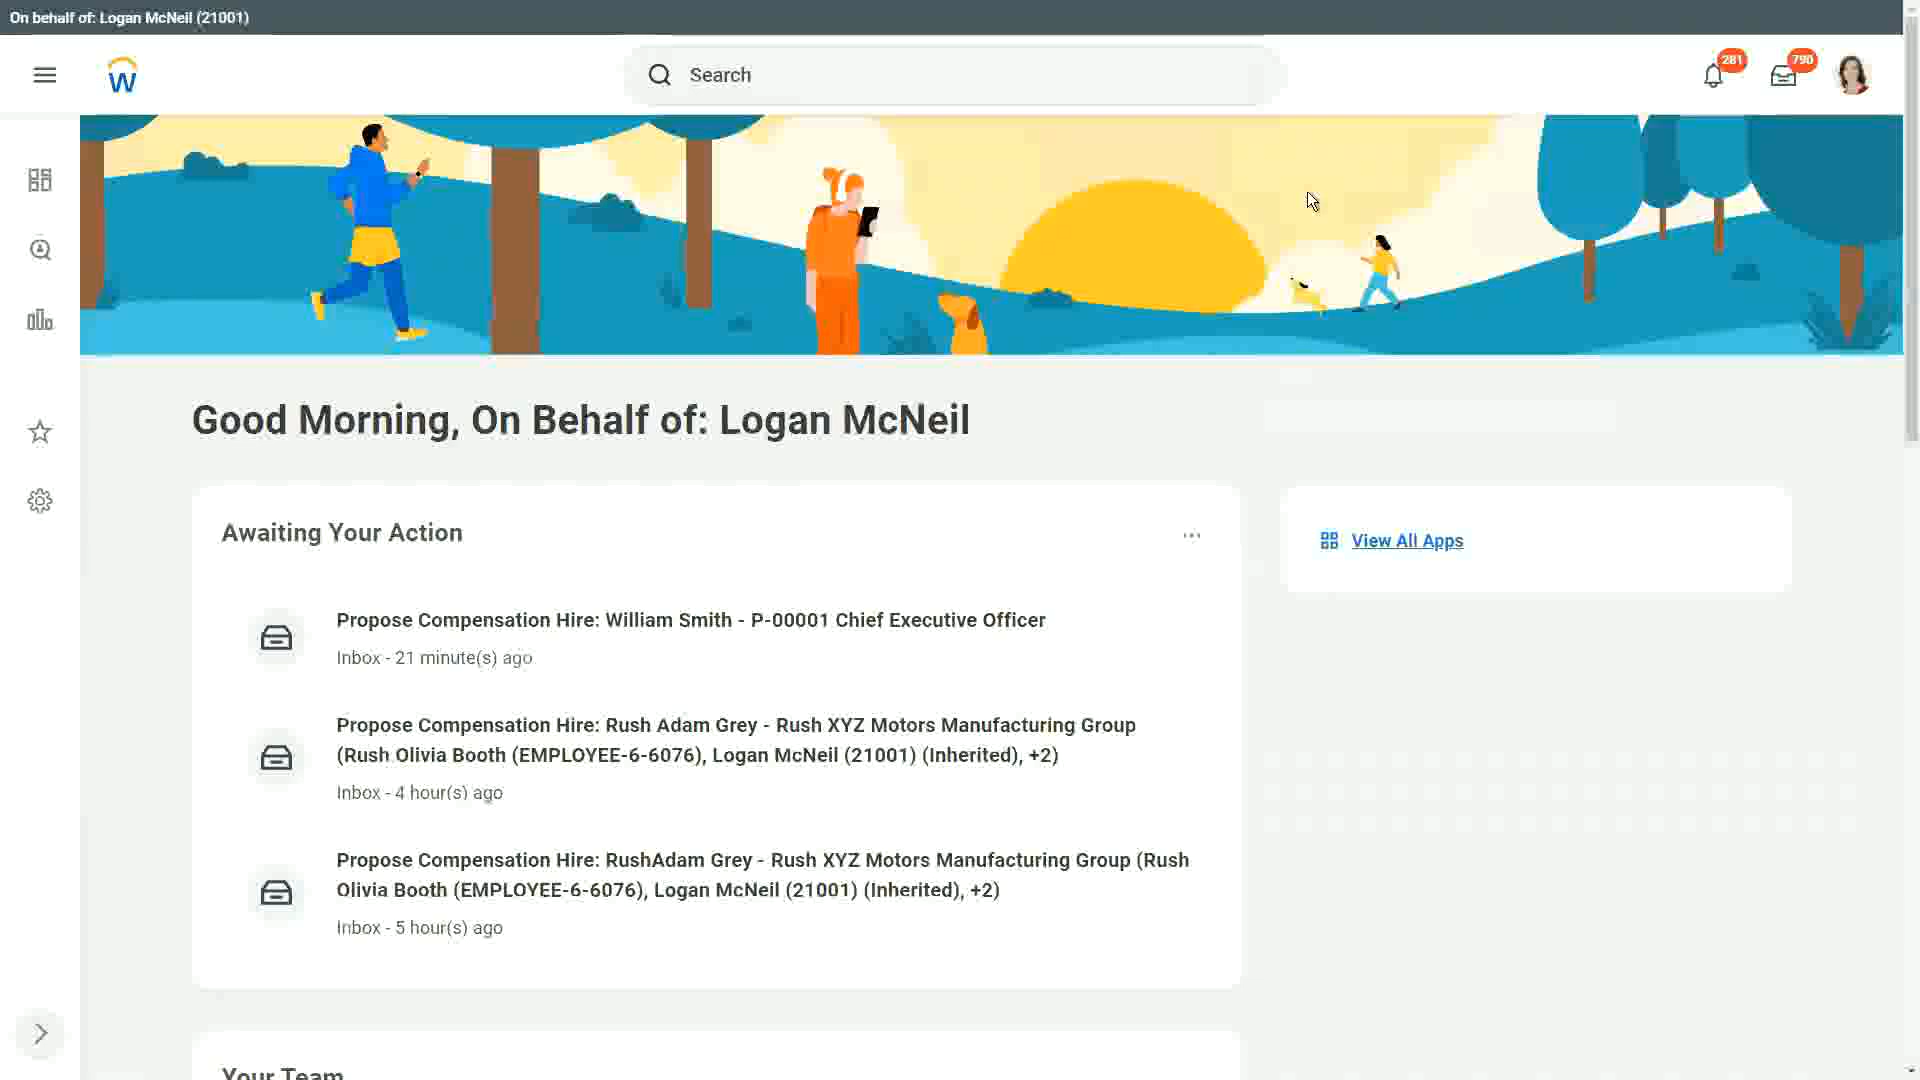 On behalf of: Logan McNeil (21001)
W
Search
281
790
Good Morning, On Behalf of: Logan McNeil
Awaiting Your Action
View All Apps
Propose Compensation Hire: William Smith - P-00001 Chief Executive Officer
Inbox - 21 minute(s) ago
Propose Compensation Hire: Rush Adam Grey - Rush XYZ Motors Manufacturing Group
(Rush Olivia Booth (EMPLOYEE-6-6076), Logan McNeil (21001) (Inherited), +2)
Inbox - 4 hour(s) ago
Propose Compensation Hire: RushAdam Grey - Rush XYZ Motors Manufacturing Group (Rush
Olivia Booth (EMPLOYEE-6-6076), Logan McNeil (21001) (Inherited), +2)
Inbox - 5 hour(s) ago
Your Team